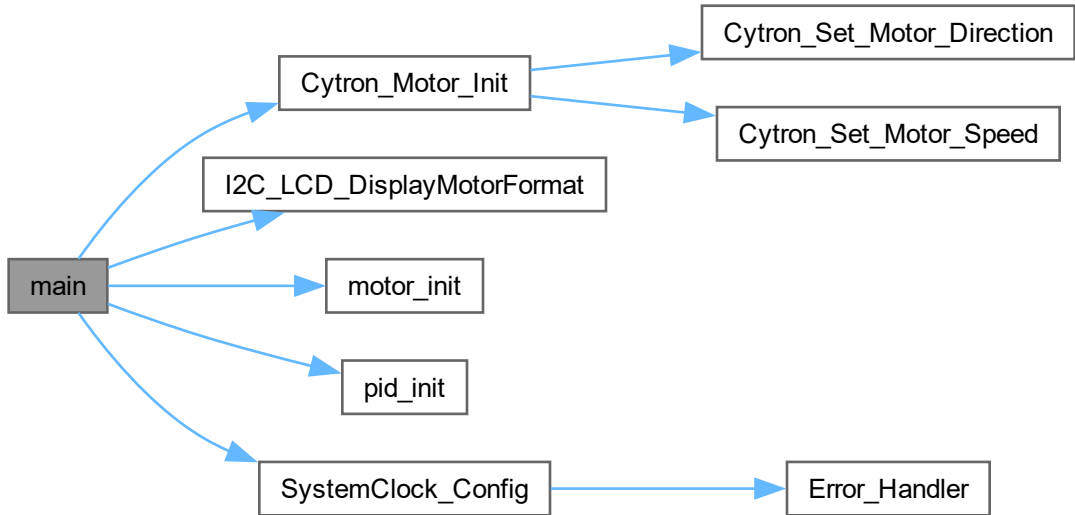 Cytron_Set_Motor_Direction
Cytron_Motor_Init
Cytron_Set_Motor_Speed
I2C_LCD_DisplayMotorFormat
main
motor_init
pid_init
SystemClock_Config
Error_Handler